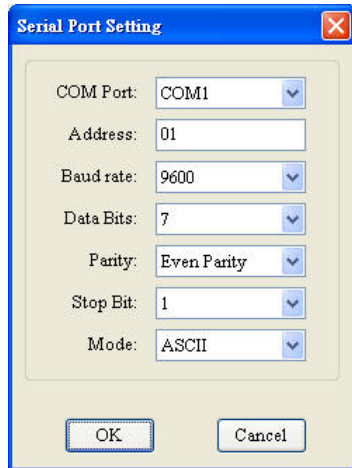 Serial Port Setting
COM Port: COM1
Address: 01
Baud rate: 9600
Data Bits: 7
Parity: Even Parity
Stop Bit: 1
Mode: ASCII
OK Cancel